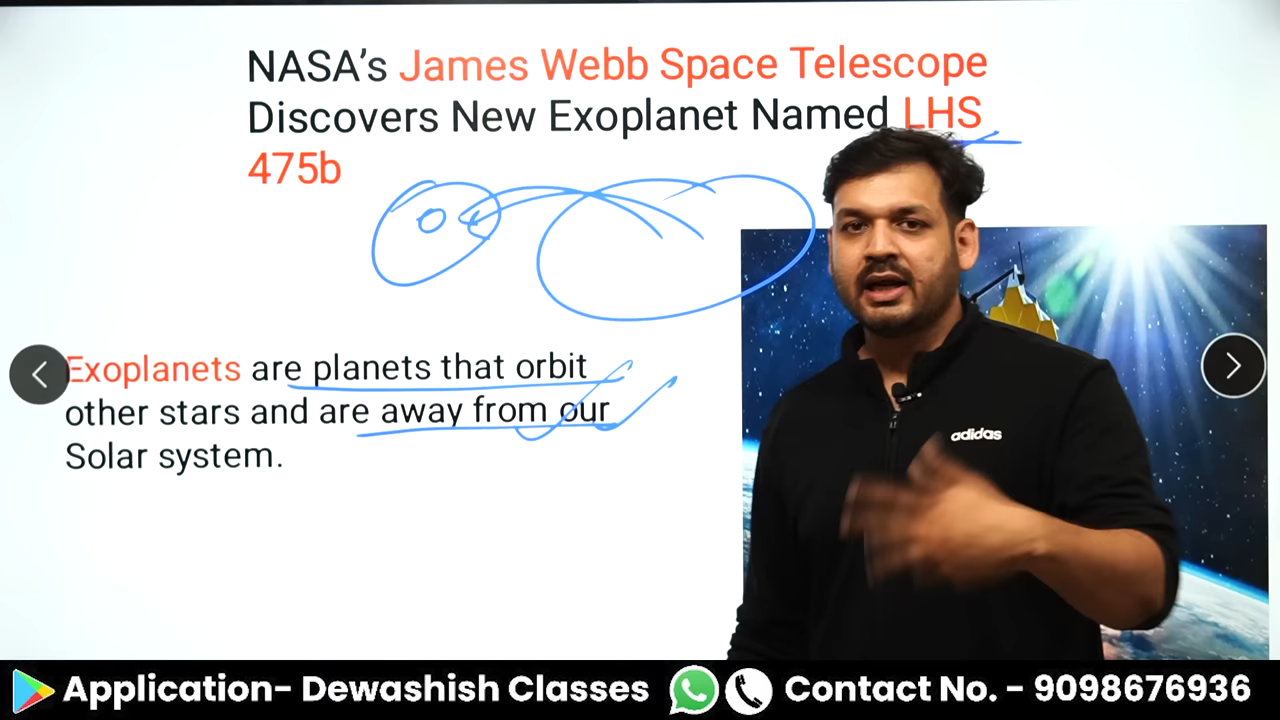 NASA's James Webb Space Telescope
Discovers New Exoplanet Named LHS
475b
Exoplanets are planets that orbit
other stars and are away from our
Solar system.
adidas
Application- Dewashish Classes
Contact No. - 9098676936